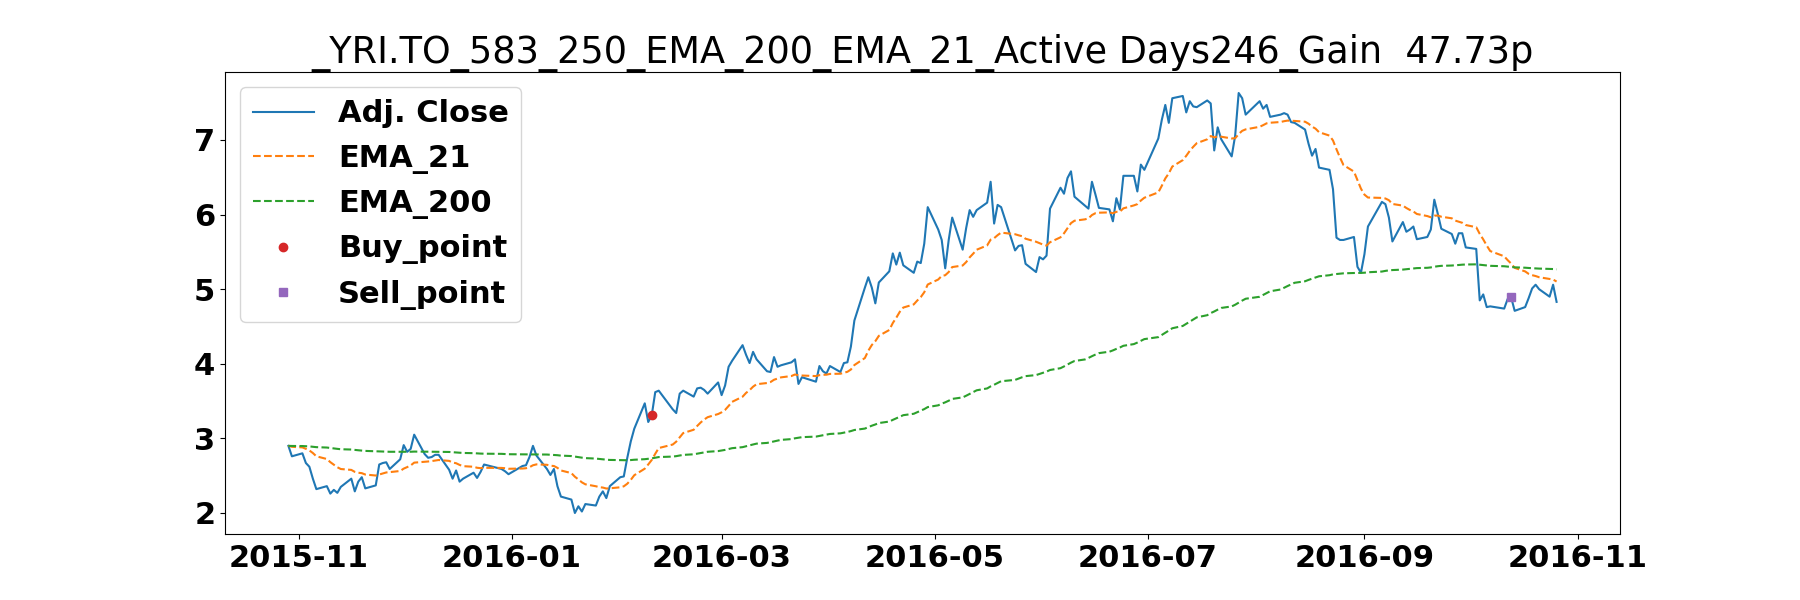 _YRI.TO_583_250_EMA_200_EMA_21_Active Days246_Gain  47.73p
Adj. Close
EMA_21
EMA_200
Buy_point
Sell_point
7
6
5
4
3
2
2015-11 2016-01 2016-03 2016-05 2016-07 2016-09 2016-11